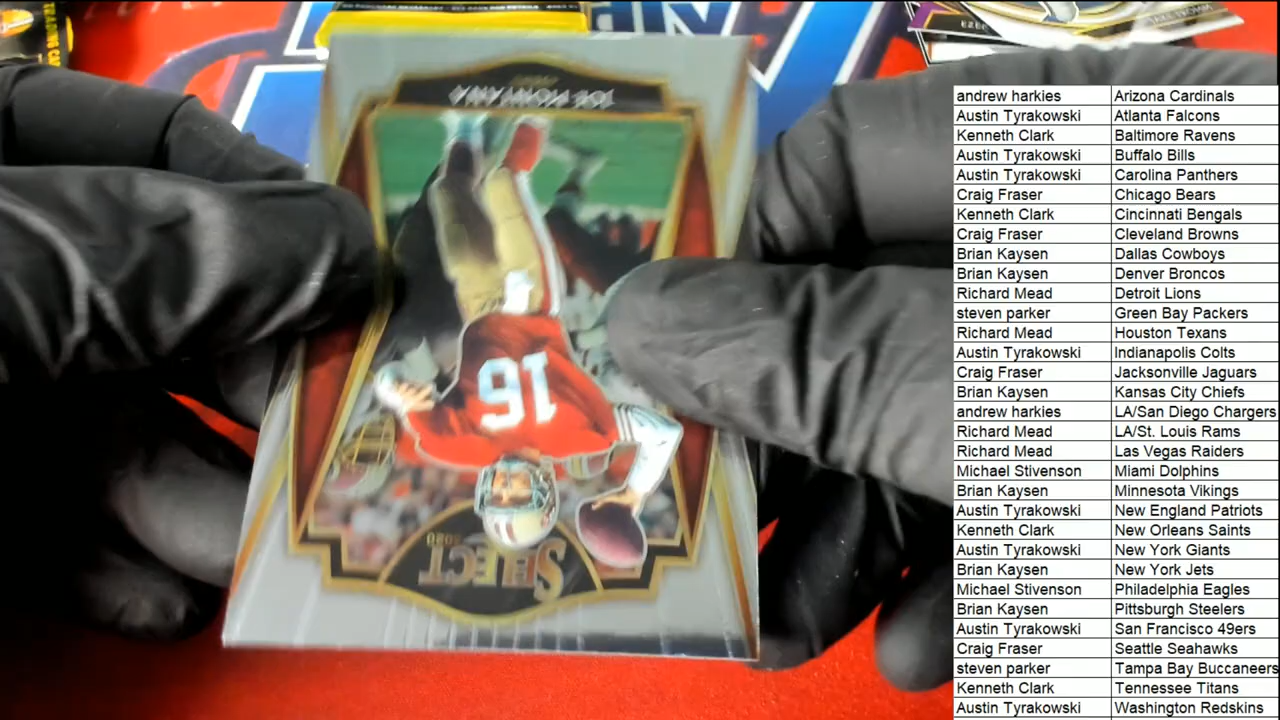 JOE MONTANA
16
SELECT
2020
andrew harkies Arizona Cardinals
Austin Tyrakowski Atlanta Falcons
Kenneth Clark Baltimore Ravens
Austin Tyrakowski Buffalo Bills
Austin Tyrakowski Carolina Panthers
Craig Fraser Chicago Bears
Kenneth Clark Cincinnati Bengals
Craig Fraser Cleveland Browns
Brian Kaysen Dallas Cowboys
Brian Kaysen Denver Broncos
Richard Mead Detroit Lions
steven parker Green Bay Packers
Richard Mead Houston Texans
Austin Tyrakowski Indianapolis Colts
Craig Fraser Jacksonville Jaguars
Brian Kaysen Kansas City Chiefs
andrew harkies LA/San Diego Chargers
Richard Mead LA/St. Louis Rams
Richard Mead Las Vegas Raiders
Michael Stivenson Miami Dolphins
Brian Kaysen Minnesota Vikings
Austin Tyrakowski New England Patriots
Kenneth Clark New Orleans Saints
Austin Tyrakowski New York Giants
Brian Kaysen New York Jets
Michael Stivenson Philadelphia Eagles
Brian Kaysen Pittsburgh Steelers
Austin Tyrakowski San Francisco 49ers
Craig Fraser Seattle Seahawks
steven parker Tampa Bay Buccaneers
Kenneth Clark Tennessee Titans
Austin Tyrakowski Washington Redskins